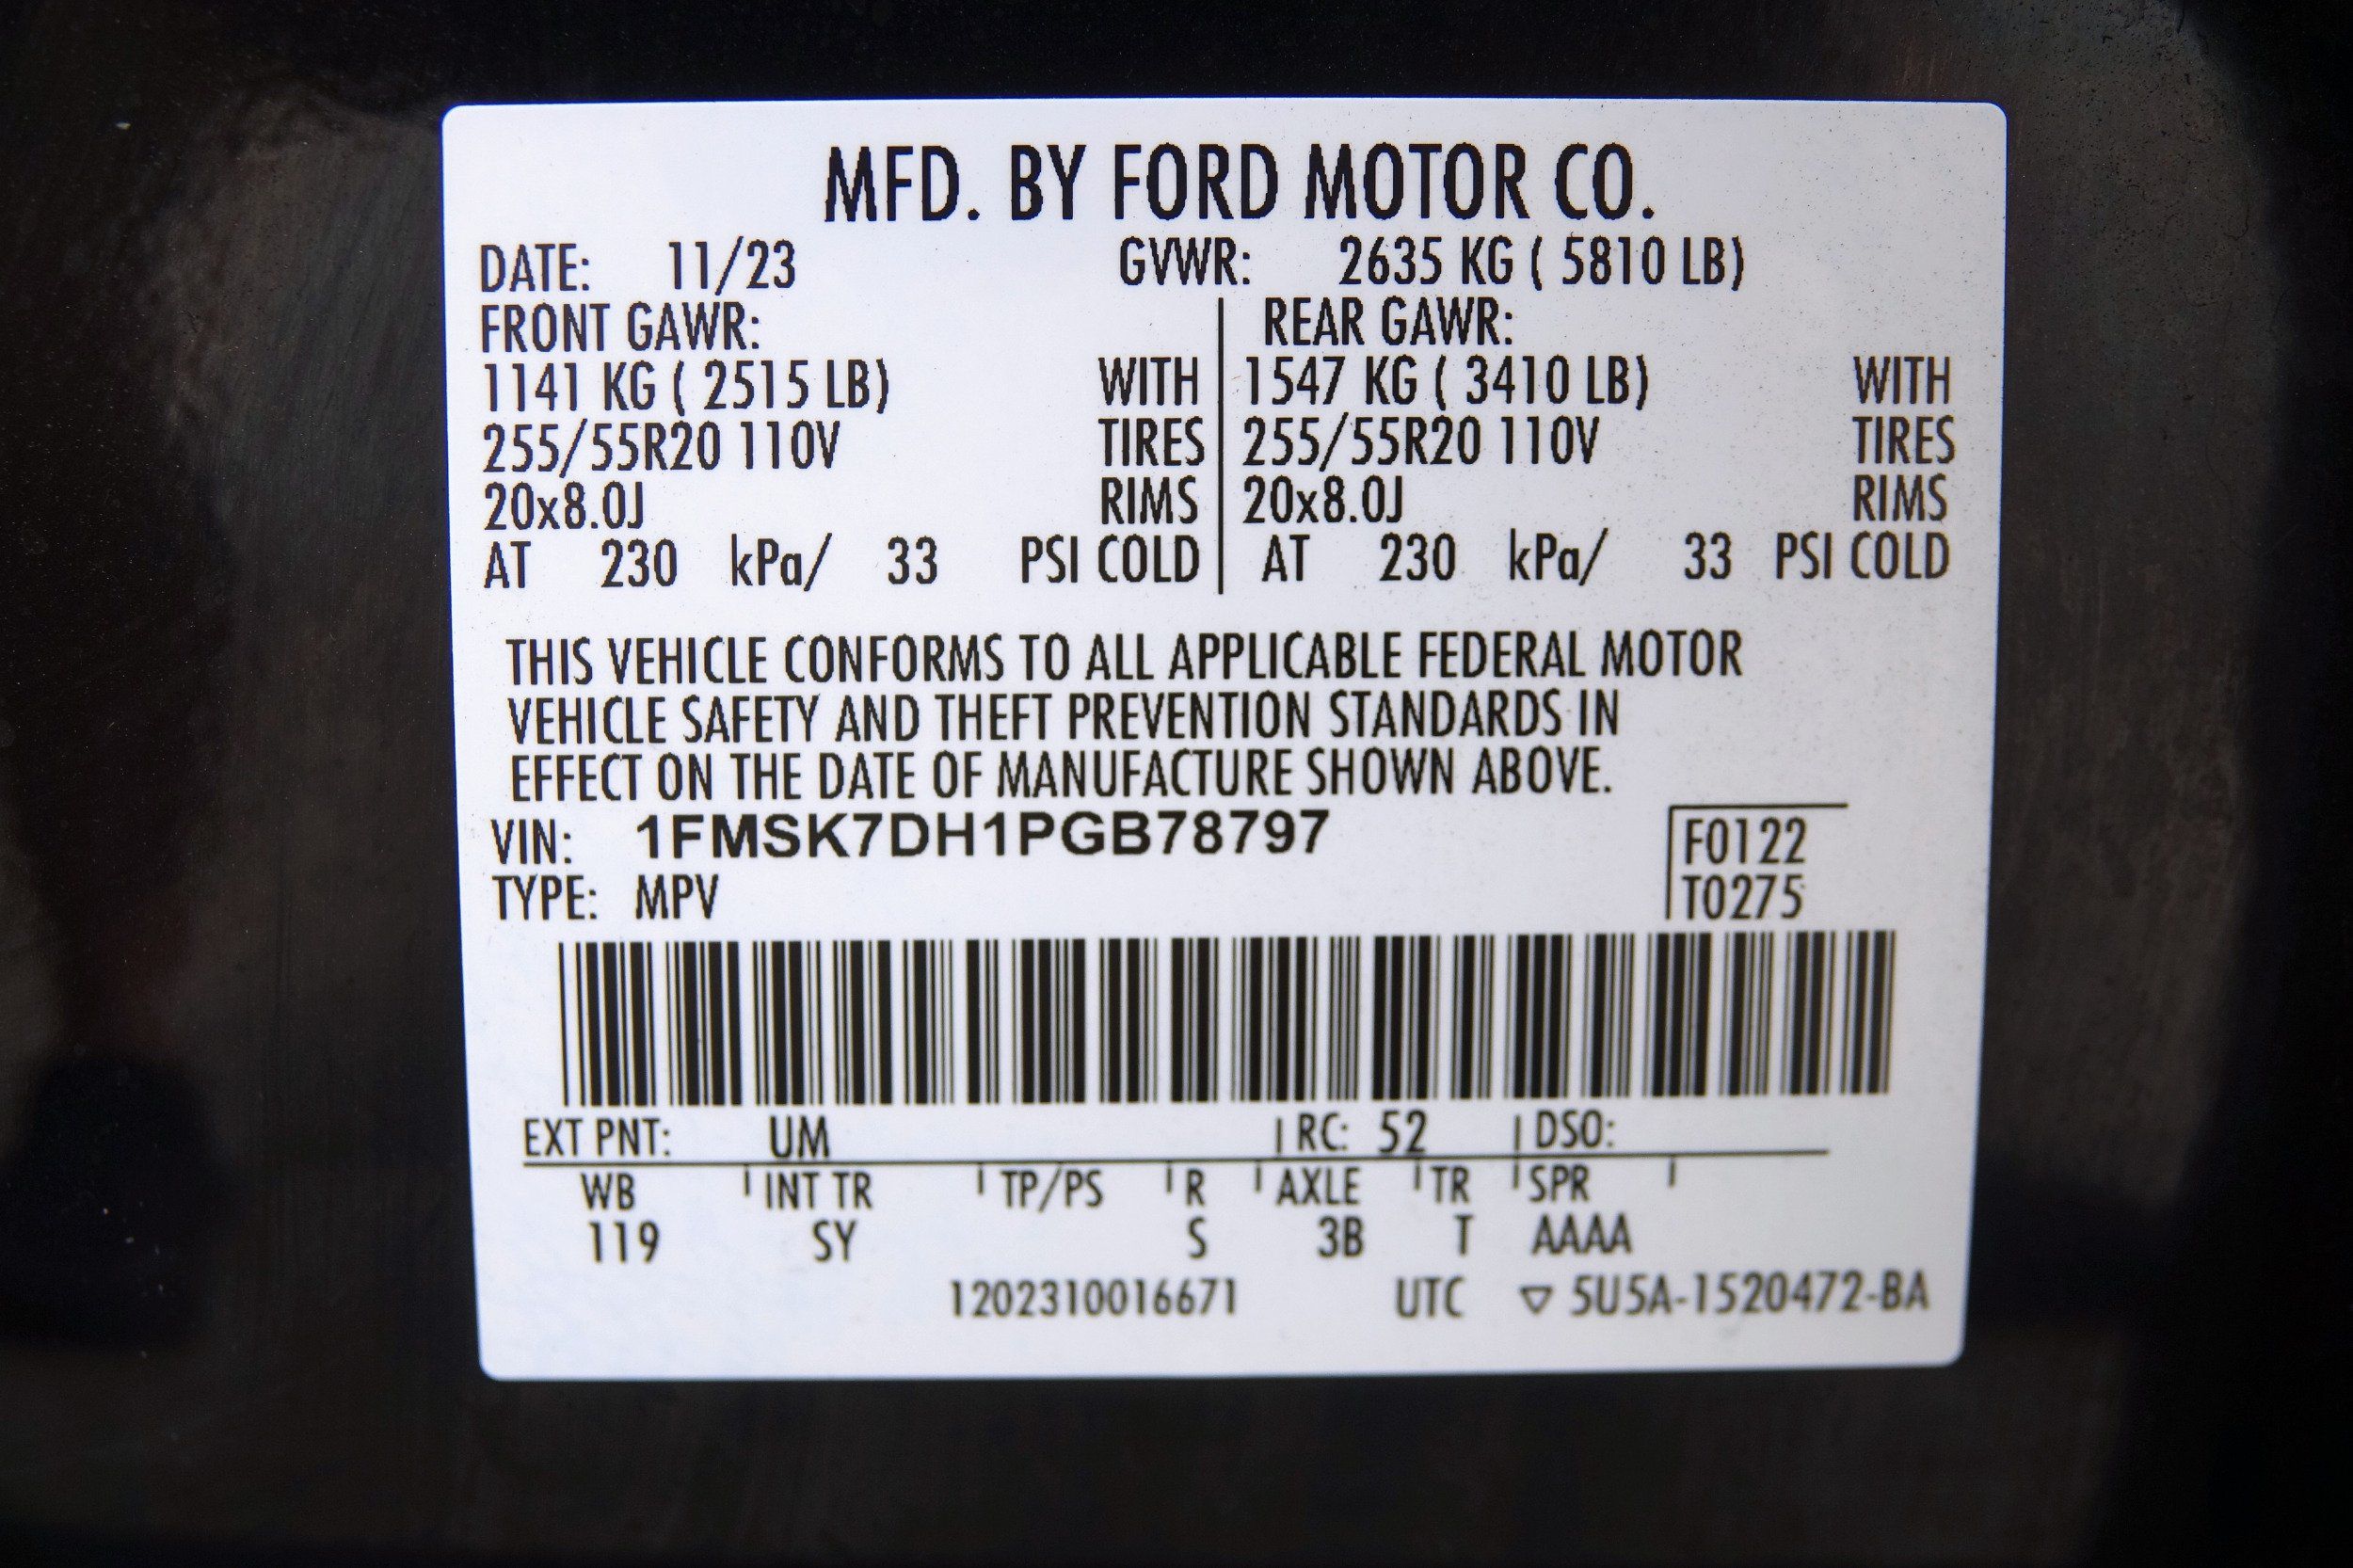 MFD. BY FORD MOTOR CO.
DATE: 11/23 GVWR: 2635 KG ( 5810 LB)
FRONT GAWR: REAR GAWR:
1141 KG ( 2515 LB) WITH 1547 KG ( 3410 LB) WITH
255/55R20 110V TIRES 255/55R20 110V TIRES
20x8.0J RIMS 20x8.0J RIMS
AT 230 kPa/ 33 PSI COLD AT 230 kPa/ 33 PSI COLD
THIS VEHICLE CONFORMS TO ALL APPLICABLE FEDERAL MOTOR
VEHICLE SAFETY AND THEFT PREVENTION STANDARDS IN
EFFECT ON THE DATE OF MANUFACTURE SHOWN ABOVE.
VIN: 1FMSK7DH1PGB78797 F0122
TYPE: MPV T0275
EXT PNT: UM RC: 52 DSO:
WB INT TR TP/PS R AXLE TR SPR
119 SY S 3B T AAAA
1202310016671 UTC ▽ 5U5A-1520472-BA